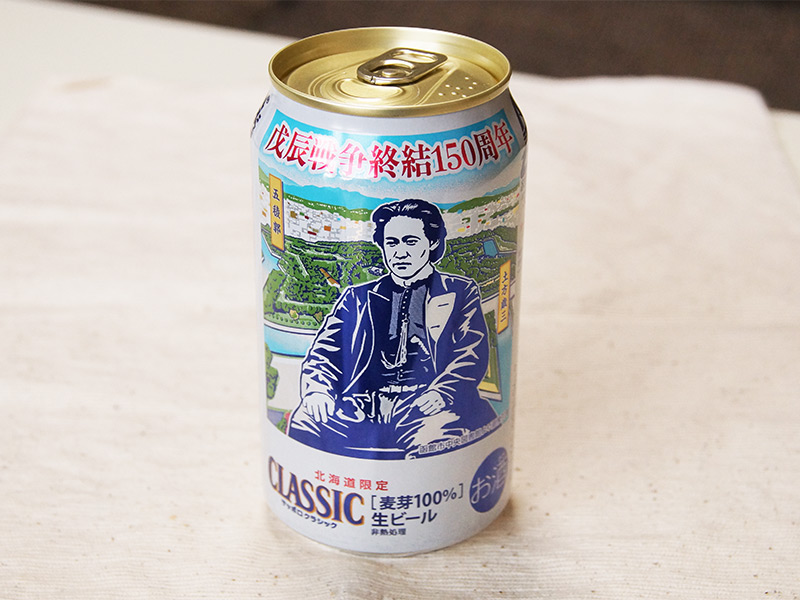 戊辰戦争終結150周年
五稜郭
土方歳三
北海道限定
CLASSIC
サッポロ クラシック
[麦芽100%]
生ビール
非熱処理
お酒